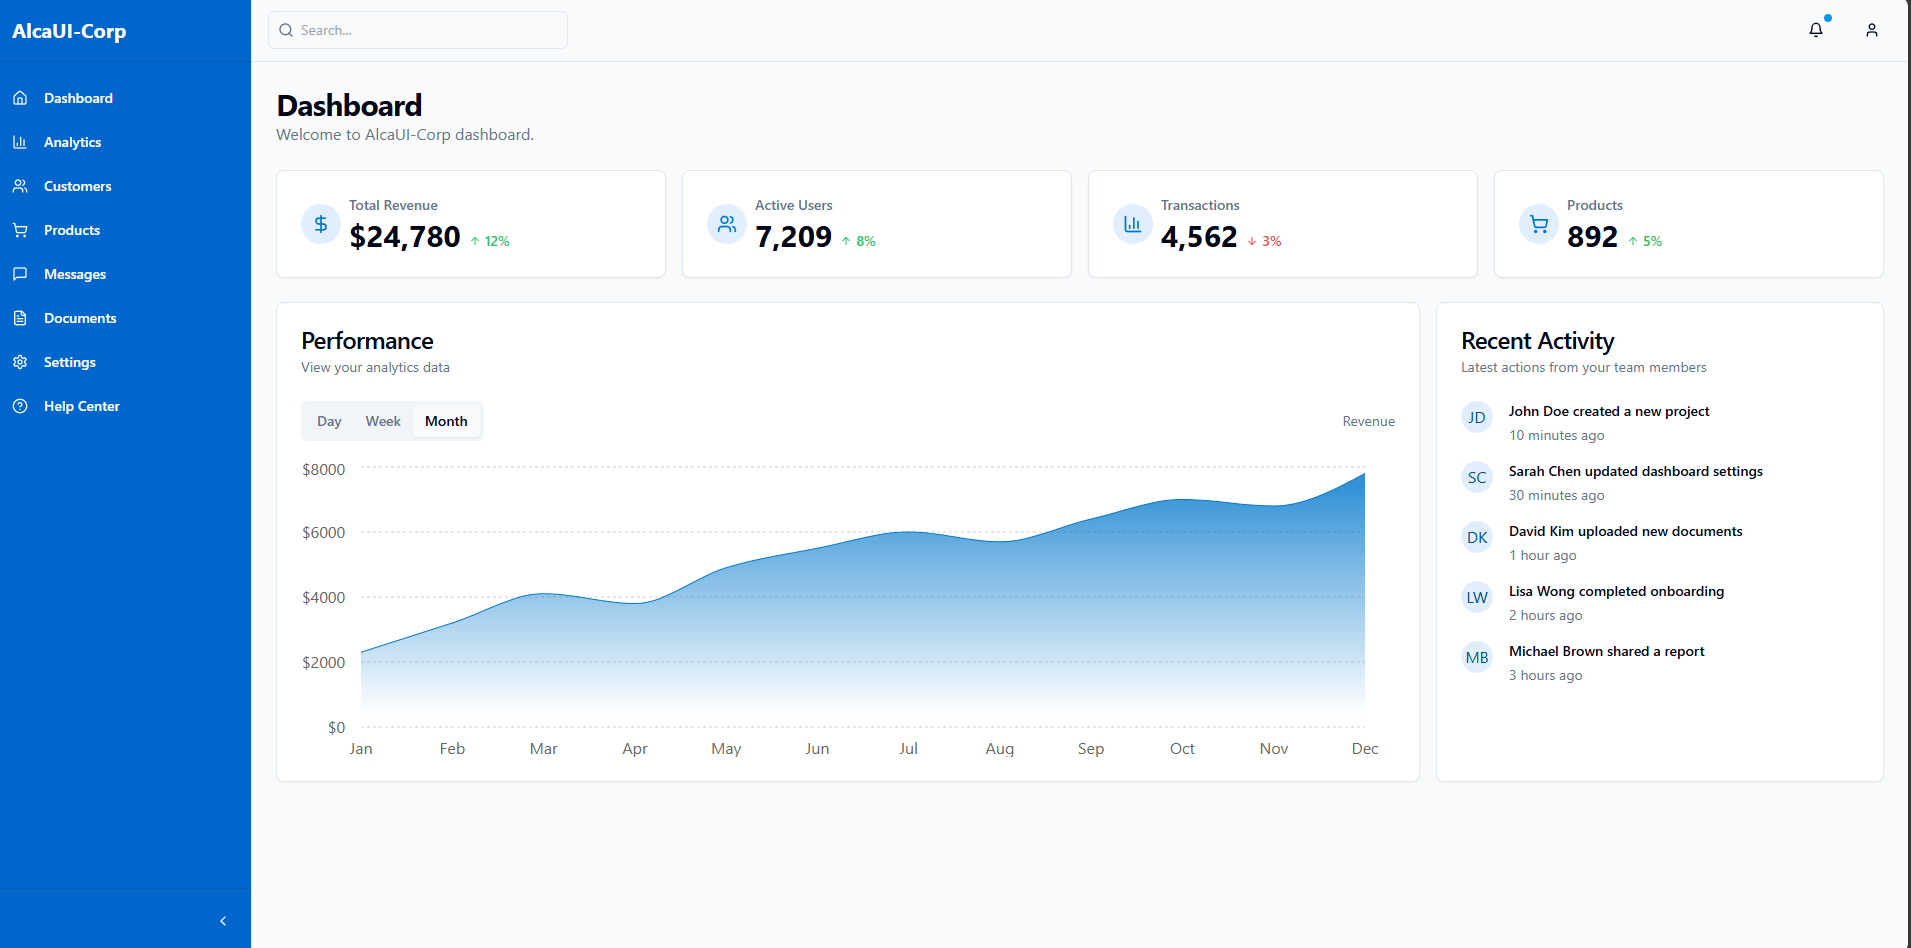 AlcaUI-Corp
Search...
Dashboard
Analytics
Customers
Products
Messages
Documents
Settings
Help Center
Dashboard
Welcome to AlcaUI-Corp dashboard.
Total Revenue
$24,780 ↑ 12%
Active Users
7,209 ↑ 8%
Transactions
4,562 ↓ 3%
Products
892 ↑ 5%
Performance
View your analytics data
Day Week Month
Revenue
$8000
$6000
$4000
$2000
$0
Jan Feb Mar Apr May Jun Jul Aug Sep Oct Nov Dec
Recent Activity
Latest actions from your team members
JD John Doe created a new project
10 minutes ago
SC Sarah Chen updated dashboard settings
30 minutes ago
DK David Kim uploaded new documents
1 hour ago
LW Lisa Wong completed onboarding
2 hours ago
MB Michael Brown shared a report
3 hours ago